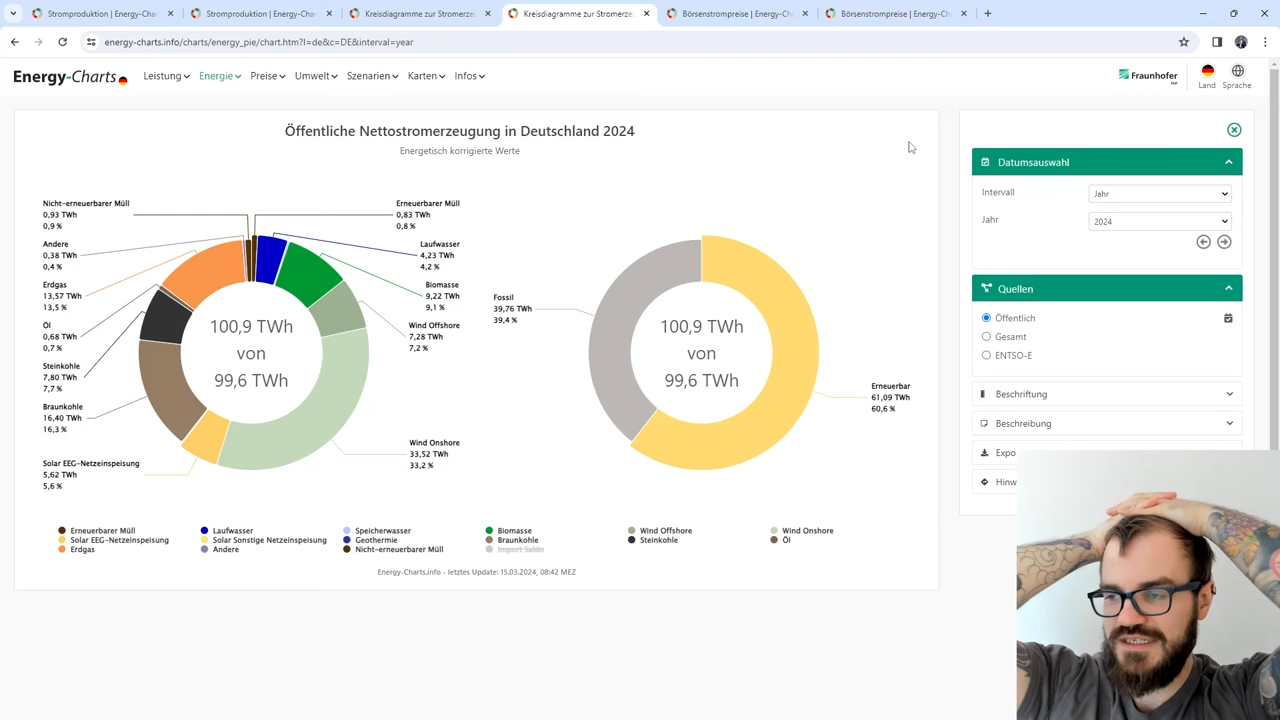 Stromproduktion | Energy-Charts
Stromproduktion | Energy-Cha
Kreisdiagramme zur Stromerze
Kreisdiagramme zur Stromerze
Börsenstrompreise | Energy-Ch
Börsenstrompreise | Energy-Ch
energy-charts.info/charts/energy_pie/chart.htm?l=de&c=DE&interval=year
Energy-Charts
Leistung
Energie
Preise
Umwelt
Szenarien
Karten
Infos
Fraunhofer
ISE
Land
Sprache
Öffentliche Nettostromerzeugung in Deutschland 2024
Energetisch korrigierte Werte
Nicht-erneuerbarer Müll
0,93 TWh
0,9 %
Andere
0,38 TWh
0,4 %
Erdgas
13,57 TWh
13,5 %
Öl
0,68 TWh
0,7 %
Steinkohle
7,80 TWh
7,7 %
Braunkohle
16,40 TWh
16,3 %
Solar EEG-Netzeinspeisung
5,62 TWh
5,6 %
100,9 TWh
von
99,6 TWh
Erneuerbarer Müll
0,83 TWh
0,8 %
Laufwasser
4,23 TWh
4,2 %
Biomasse
9,22 TWh
9,1 %
Wind Offshore
7,28 TWh
7,2 %
Wind Onshore
33,52 TWh
33,2 %
Fossil
39,76 TWh
39,4 %
100,9 TWh
von
99,6 TWh
Erneuerbar
61,09 TWh
60,6 %
Erneuerbarer Müll
Laufwasser
Speicherwasser
Biomasse
Wind Offshore
Wind Onshore
Solar EEG-Netzeinspeisung
Solar Sonstige Netzeinspeisung
Geothermie
Braunkohle
Steinkohle
Öl
Erdgas
Andere
Nicht-erneuerbarer Müll
Import Saldo
Energy-Charts.info - letztes Update: 15.03.2024, 08:42 MEZ
Datumsauswahl
Intervall
Jahr
Jahr
2024
Quellen
Öffentlich
Gesamt
ENTSO-E
Beschriftung
Beschreibung
Expo
Hinw